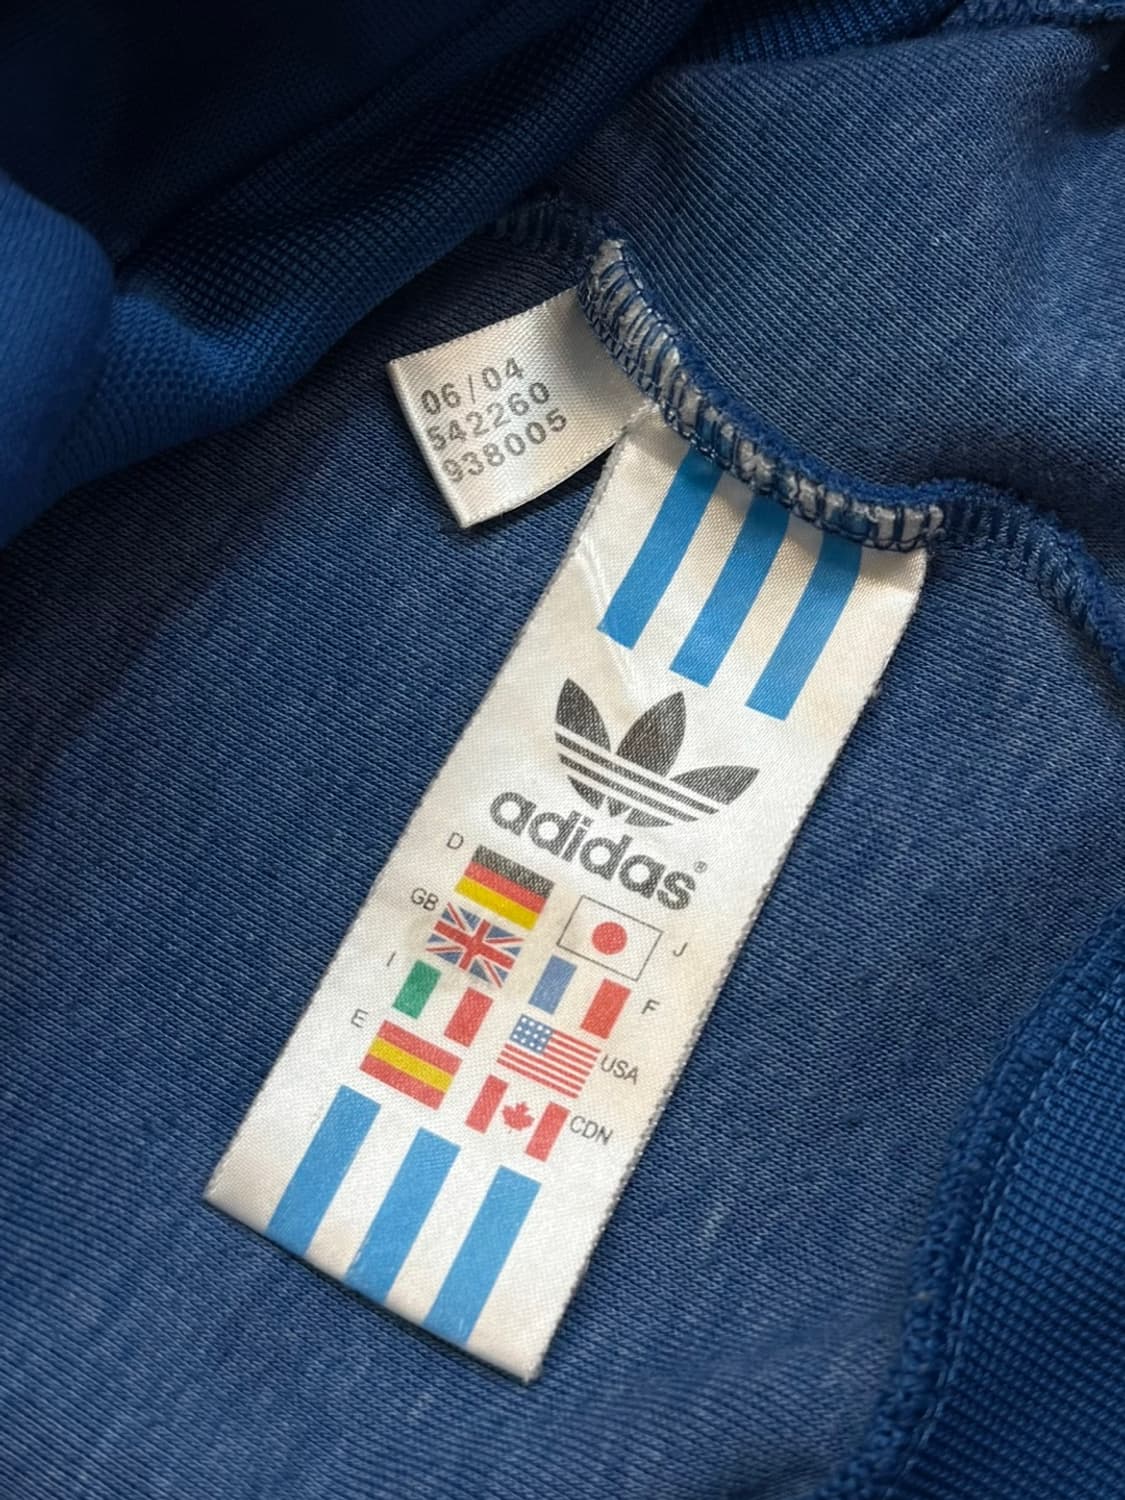 06/04
542260
938005
adidas®
D
J
GB
F
I
USA
E
CDN